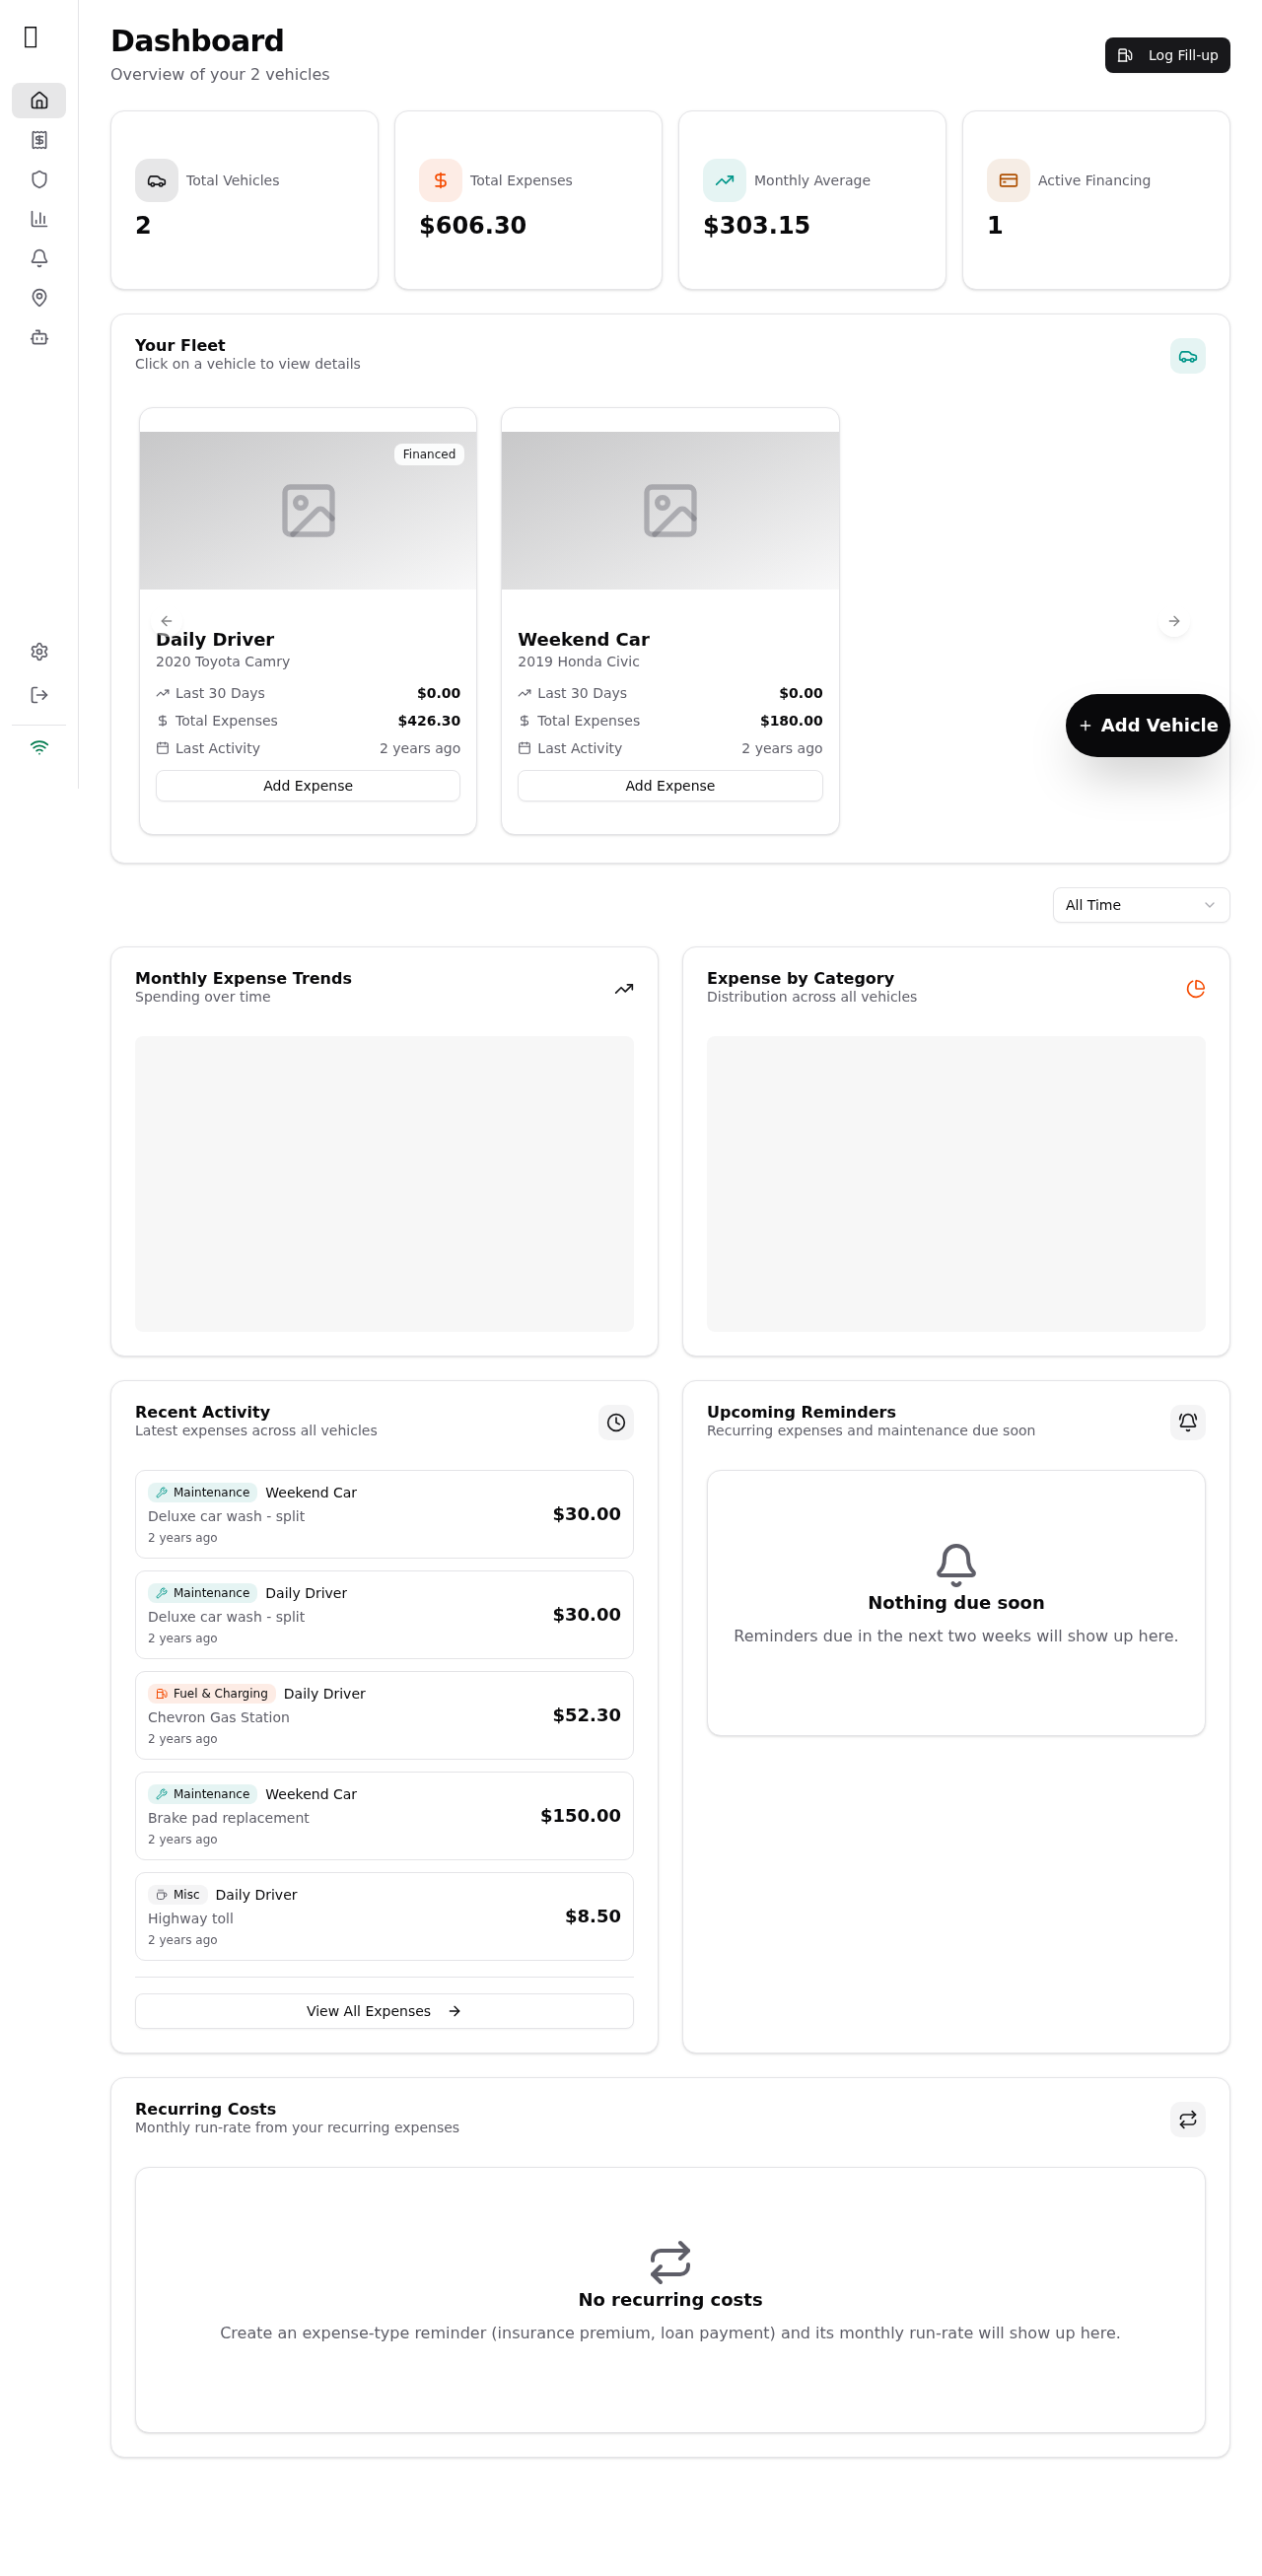 Dashboard
Overview of your 2 vehicles
Log Fill-up
Total Vehicles
2
Total Expenses
$606.30
Monthly Average
$303.15
Active Financing
1
Your Fleet
Click on a vehicle to view details
Financed
Daily Driver
2020 Toyota Camry
Last 30 Days $0.00
Total Expenses $426.30
Last Activity 2 years ago
Add Expense
Weekend Car
2019 Honda Civic
Last 30 Days $0.00
Total Expenses $180.00
Last Activity 2 years ago
Add Expense
Add Vehicle
All Time
Monthly Expense Trends
Spending over time
Expense by Category
Distribution across all vehicles
Recent Activity
Latest expenses across all vehicles
Maintenance Weekend Car
Deluxe car wash - split
2 years ago
$30.00
Maintenance Daily Driver
Deluxe car wash - split
2 years ago
$30.00
Fuel & Charging Daily Driver
Chevron Gas Station
2 years ago
$52.30
Maintenance Weekend Car
Brake pad replacement
2 years ago
$150.00
Misc Daily Driver
Highway toll
2 years ago
$8.50
View All Expenses
Upcoming Reminders
Recurring expenses and maintenance due soon
Nothing due soon
Reminders due in the next two weeks will show up here.
Recurring Costs
Monthly run-rate from your recurring expenses
No recurring costs
Create an expense-type reminder (insurance premium, loan payment) and its monthly run-rate will show up here.